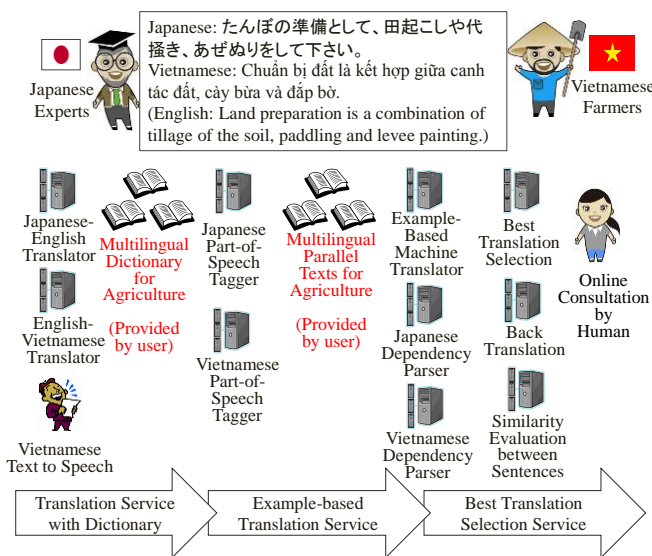 Japanese: たんぼの準備として、田起こしや代
掻き、あぜぬりをして下さい。
Vietnamese: Chuẩn bị đất là kết hợp giữa canh
tác đất, cày bừa và đắp bờ.
(English: Land preparation is a combination of
tillage of the soil, paddling and levee painting.)
Japanese
Experts
Vietnamese
Farmers
Japanese-
English
Translator
English-
Vietnamese
Translator
Vietnamese
Text to Speech
Multilingual
Dictionary
for
Agriculture
(Provided
by user)
Japanese
Part-of-
Speech
Tagger
Vietnamese
Part-of-
Speech
Tagger
Multilingual
Parallel
Texts for
Agriculture
(Provided
by user)
Example-
Based
Machine
Translator
Japanese
Dependency
Parser
Vietnamese
Dependency
Parser
Best
Translation
Selection
Back
Translation
Similarity
Evaluation
between
Sentences
Online
Consultation
by
Human
Translation Service
with Dictionary
Example-based
Translation Service
Best Translation
Selection Service